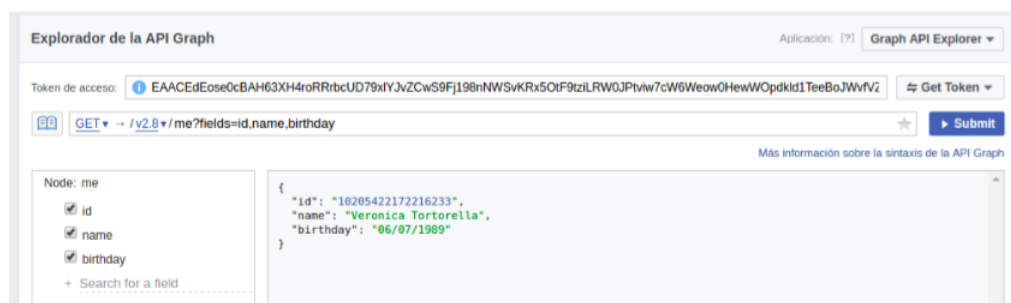 Explorador de la API Graph
Aplicación: [?] Graph API Explorer
Token de acceso: EAACEdEose0cBAH63XH4roRRrbcUD79xIYJvZCwS9Fj198nNWSvKRx5OtF9tziLRW0JPtviw7cW6Weow0HewWOpdkld1TeeBoJWvfVZ Get Token
GET → / v2.8 / me?fields=id,name,birthday Submit
Más información sobre la sintaxis de la API Graph
Node: me
id
name
birthday
+ Search for a field
{
"id": "10205422172216233",
"name": "Veronica Tortorella",
"birthday": "06/07/1989"
}